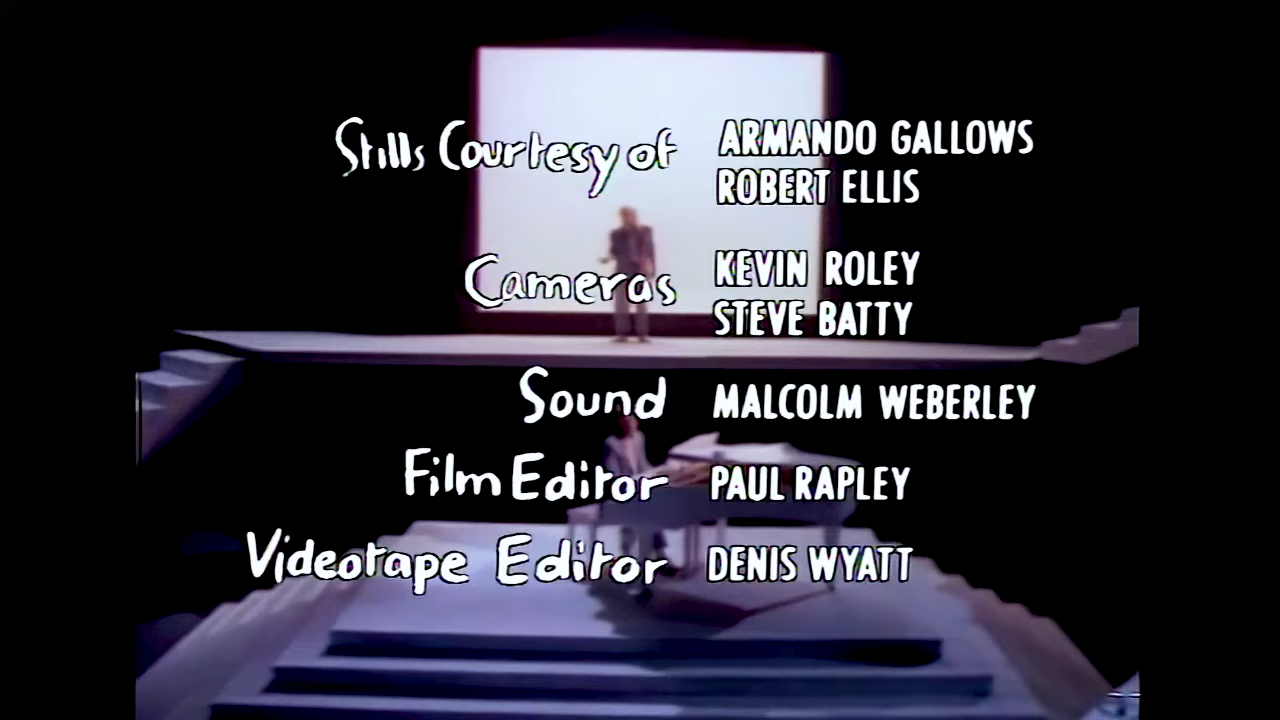 Stills Courtesy of ARMANDO GALLOWS
ROBERT ELLIS
Cameras KEVIN ROLEY
STEVE BATTY
Sound MALCOLM WEBERLEY
Film Editor PAUL RAPLEY
Videotape Editor DENIS WYATT